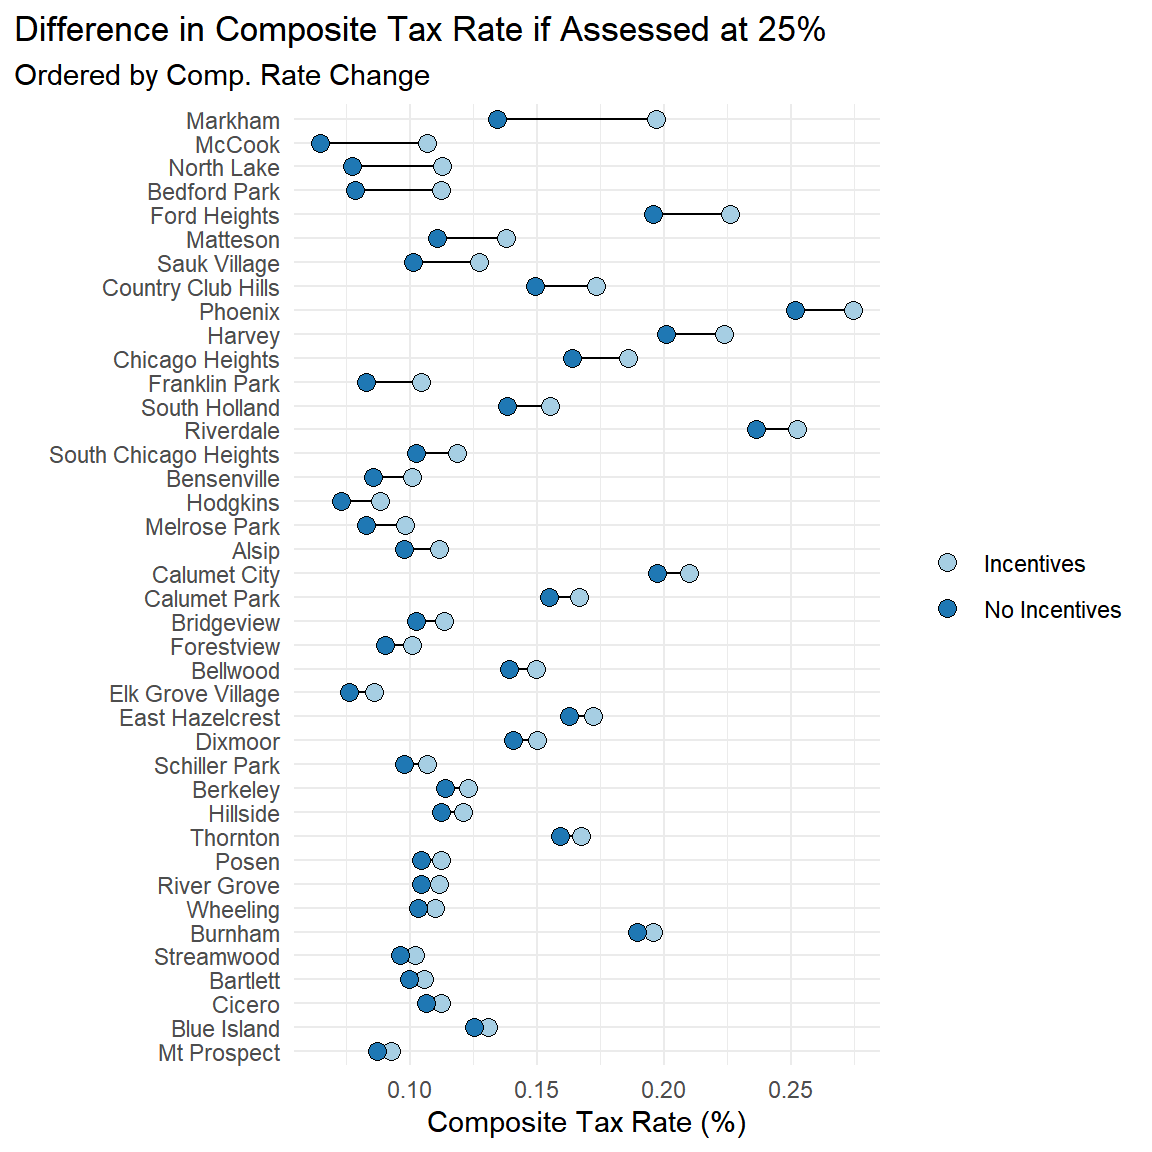 Difference in Composite Tax Rate if Assessed at 25%
Ordered by Comp. Rate Change
Markham
McCook
North Lake
Bedford Park
Ford Heights
Matteson
Sauk Village
Country Club Hills
Phoenix
Harvey
Chicago Heights
Franklin Park
South Holland
Riverdale
South Chicago Heights
Bensenville
Hodgkins
Melrose Park
Alsip
Calumet City
Calumet Park
Bridgeview
Forestview
Bellwood
Elk Grove Village
East Hazelcrest
Dixmoor
Schiller Park
Berkeley
Hillside
Thornton
Posen
River Grove
Wheeling
Burnham
Streamwood
Bartlett
Cicero
Blue Island
Mt Prospect
0.10 0.15 0.20 0.25
Composite Tax Rate (%)
Incentives
No Incentives